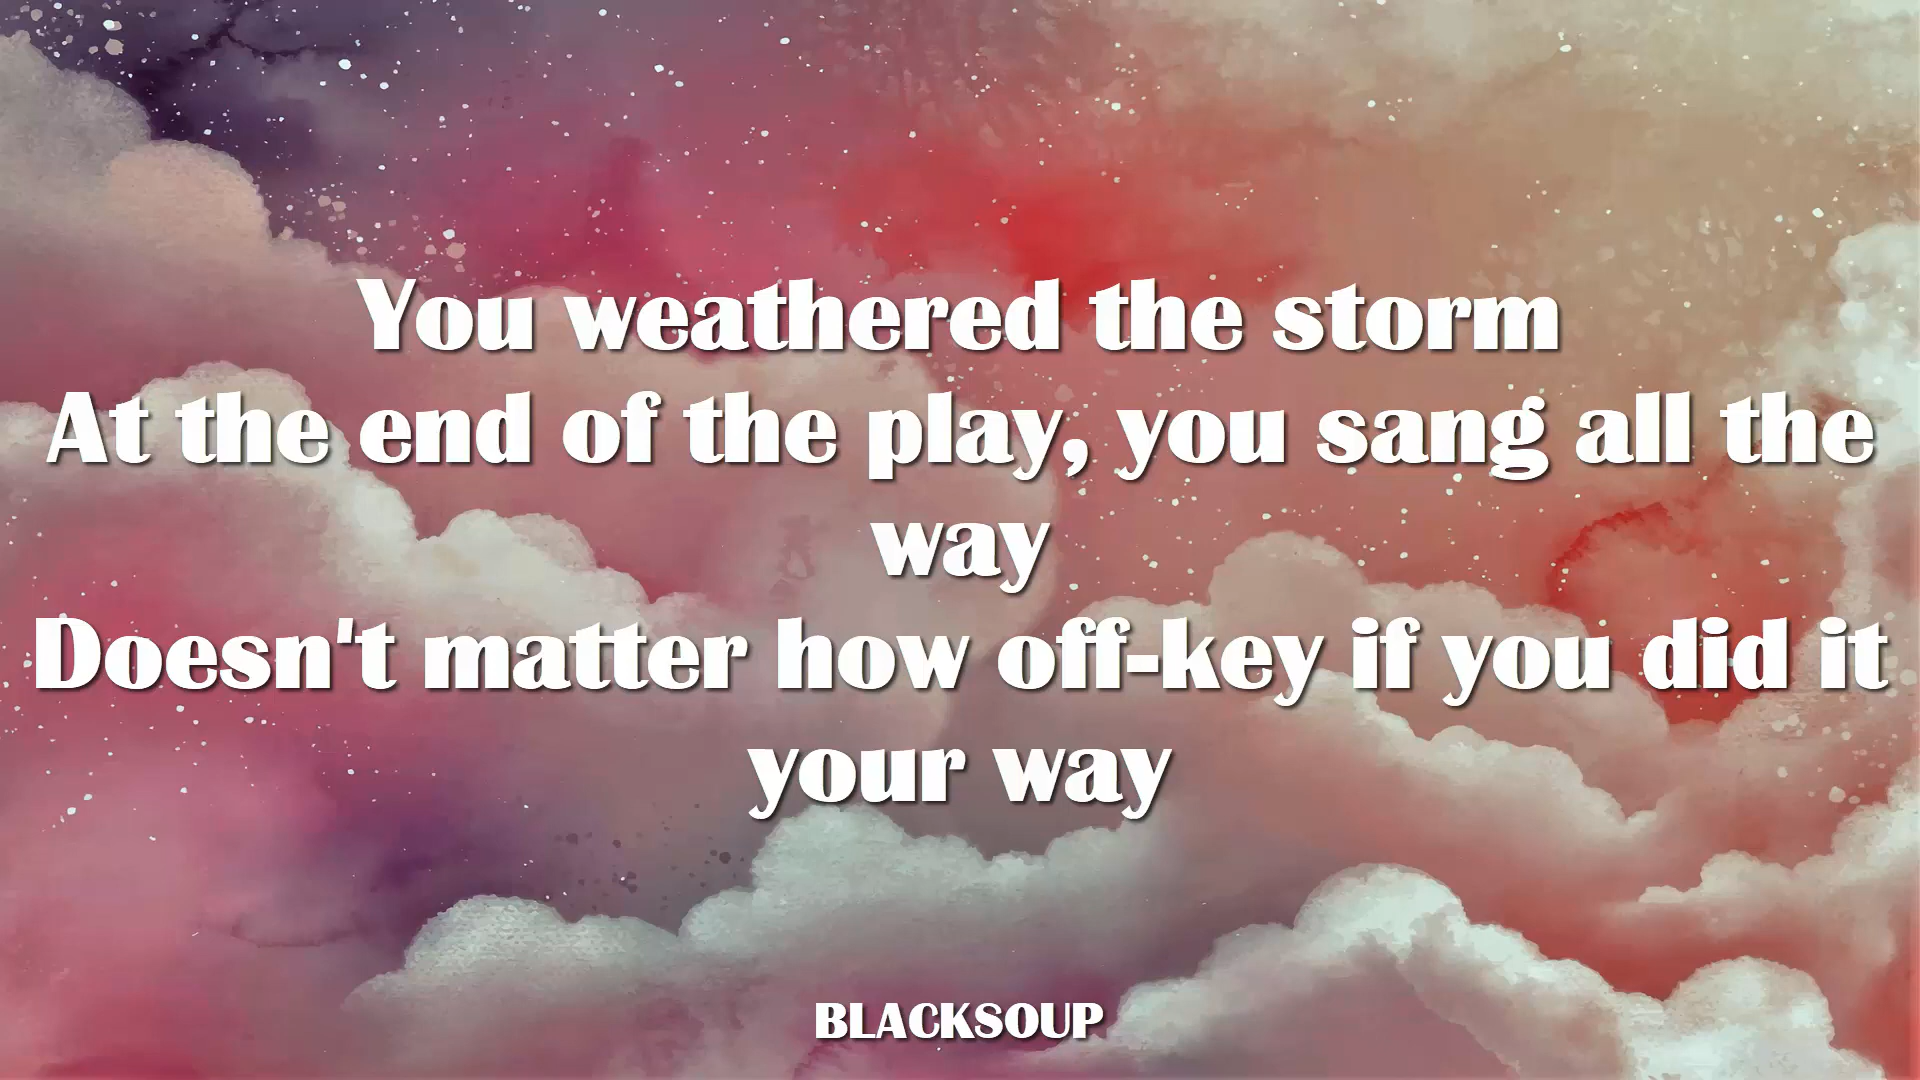 You weathered the storm
At the end of the play, you sang all the
way
Doesn't matter how off-key if you did it
your way
BLACKSOUP